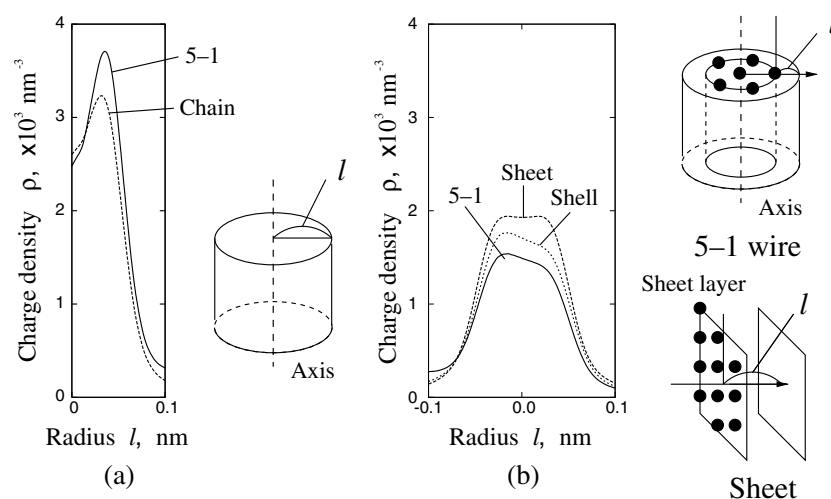 (a)
4
3
2
1
0
0
0.1
Charge density ρ, x10³ nm⁻³
Radius l, nm
5–1
Chain
l
Axis
(a)
(b)
4
3
2
1
0
-0.1
0.0
0.1
Charge density ρ, x10³ nm⁻³
Radius l, nm
Sheet
5–1
Shell
(b)
l
Axis
5–1 wire
Sheet layer
l
Sheet